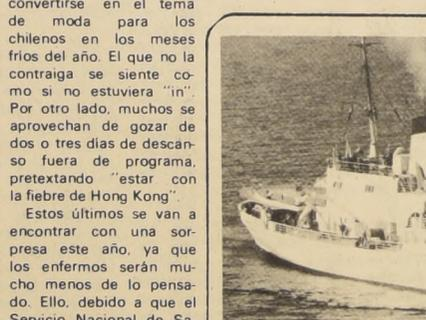 convertirse en el tema
de moda para los
chilenos en los meses
fríos del año. El que no la
contraiga se siente co-
mo si no estuviera "in".
Por otro lado, muchos se
aprovechan de gozar de
dos o tres días de descan-
so fuera de programa,
pretextando "estar con
la fiebre de Hong Kong".
Estos últimos se van a
encontrar con una sor-
presa este año, ya que
los enfermos serán mu-
cho menos de lo pensa-
do. Ello, debido a que el
Servicio Nacional de Sa-